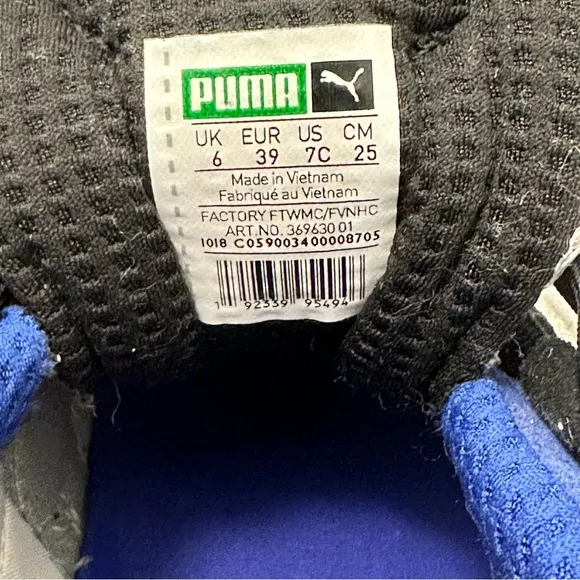 PUMA
UK EUR US CM
6 39 7C 25
Made in Vietnam
Fabriqué au Vietnam
FACTORY FTWMC/FVNHC
ART.NO. 369630 01
1018 C059003400008705
1 92339 95494